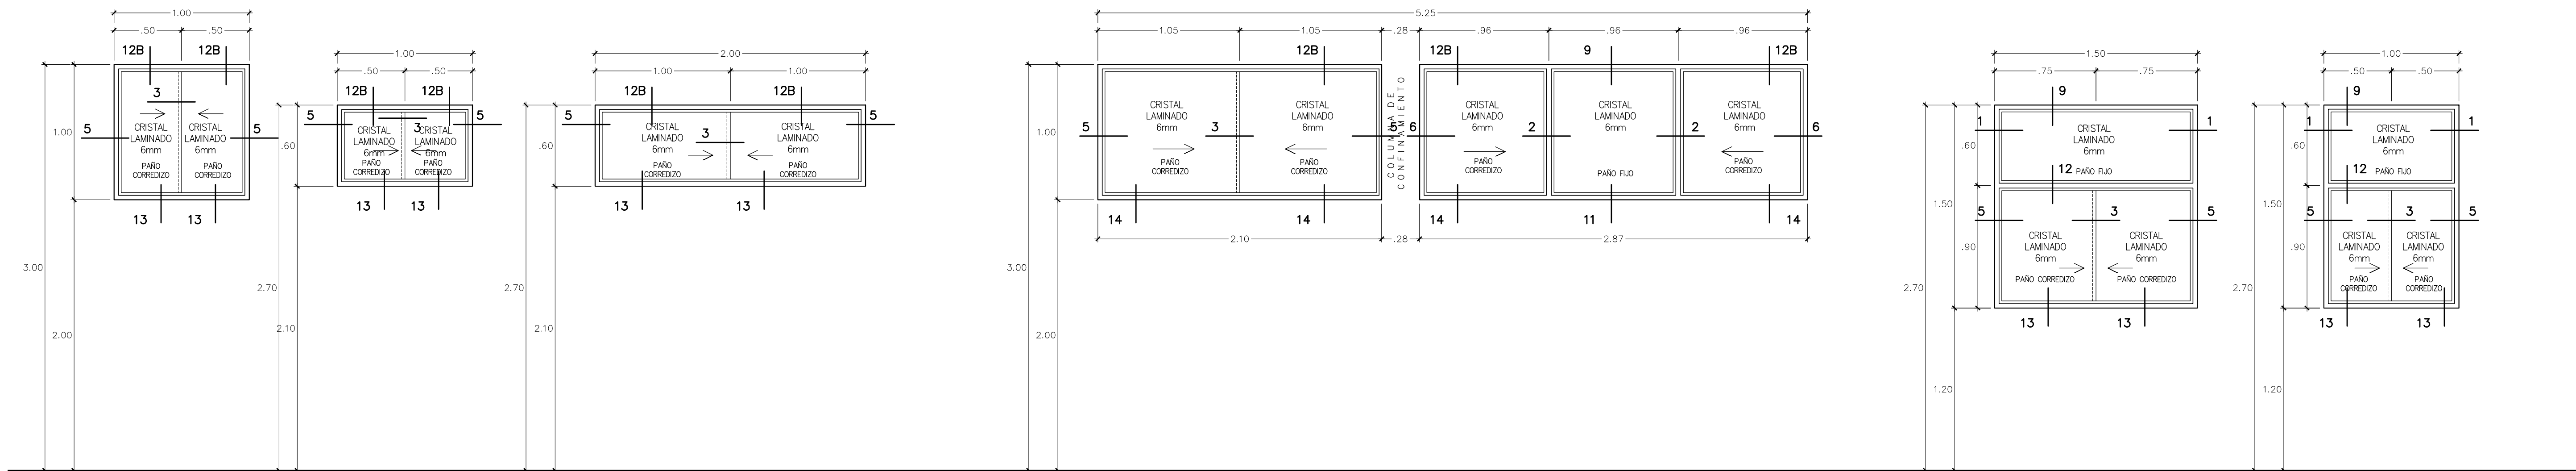 1.00
.50
.50
12B
12B
3
5
5
CRISTAL
LAMINADO
6mm
CRISTAL
LAMINADO
6mm
PAÑO
CORREDIZO
PAÑO
CORREDIZO
13
13
1.00
3.00
2.00
1.00
.50
.50
12B
12B
5
5
3
CRISTAL
LAMINADO
6mm
CRISTAL
LAMINADO
6mm
PAÑO
CORREDIZO
PAÑO
CORREDIZO
13
13
.60
2.70
2.10
2.00
1.00
1.00
12B
12B
5
5
3
CRISTAL
LAMINADO
6mm
CRISTAL
LAMINADO
6mm
PAÑO
CORREDIZO
PAÑO
CORREDIZO
13
13
.60
2.70
2.10
5.25
1.05
1.05
.28
.96
.96
.96
12B
12B
9
12B
CRISTAL
LAMINADO
6mm
CRISTAL
LAMINADO
6mm
COLUMNA DE
CONFINAMIENTO
CRISTAL
LAMINADO
6mm
CRISTAL
LAMINADO
6mm
CRISTAL
LAMINADO
6mm
5
3
5
6
2
2
6
PAÑO
CORREDIZO
PAÑO
CORREDIZO
PAÑO
CORREDIZO
PAÑO FIJO
PAÑO
CORREDIZO
14
14
14
11
14
2.10
.28
2.87
1.00
3.00
2.00
1.50
.75
.75
9
1
1
CRISTAL
LAMINADO
6mm
12
PAÑO FIJO
5
3
5
CRISTAL
LAMINADO
6mm
CRISTAL
LAMINADO
6mm
PAÑO CORREDIZO
PAÑO CORREDIZO
13
13
.60
1.50
.90
2.70
1.20
1.00
.50
.50
9
1
1
CRISTAL
LAMINADO
6mm
12
PAÑO FIJO
5
3
5
CRISTAL
LAMINADO
6mm
CRISTAL
LAMINADO
6mm
PAÑO
CORREDIZO
PAÑO
CORREDIZO
13
13
.60
1.50
.90
2.70
1.20